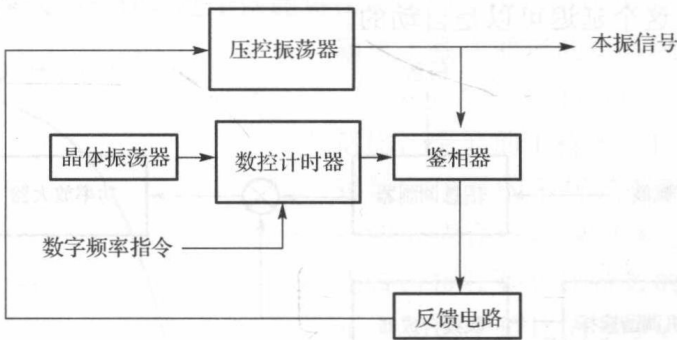 压控振荡器
本振信号
晶体振荡器
数控计时器
鉴相器
数字频率指令
反馈电路